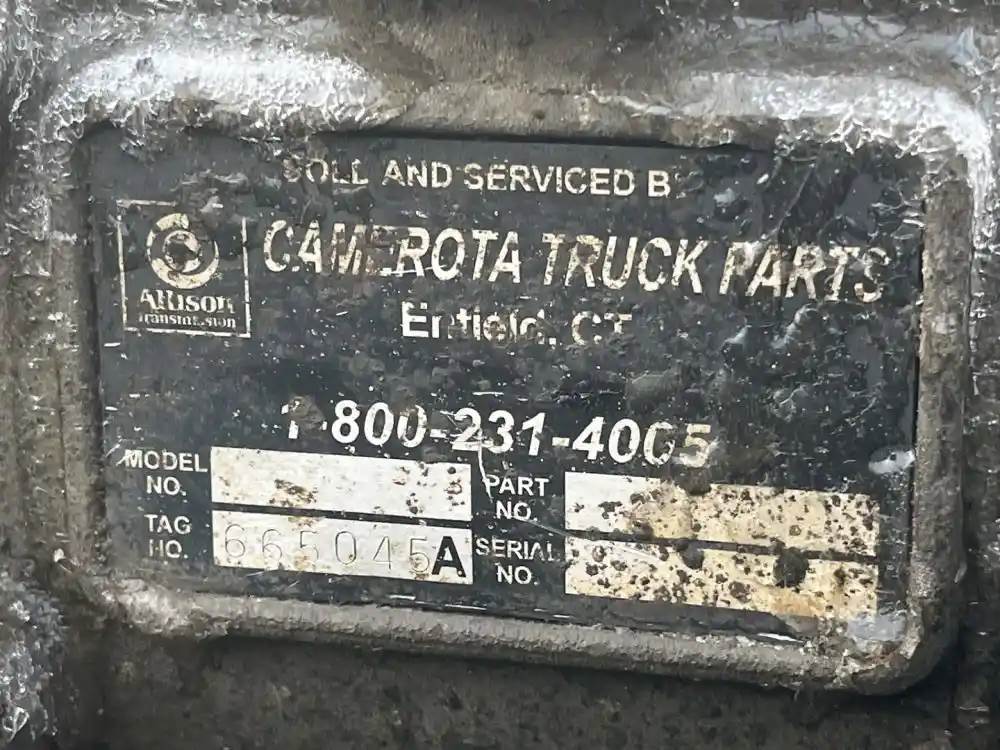 SOLD AND SERVICED BY
Allison
Transmission
CAMEROTA TRUCK PARTS
Enfield, CT
1-800-231-4005
MODEL NO.
PART NO.
TAG NO. 665045A
SERIAL NO.